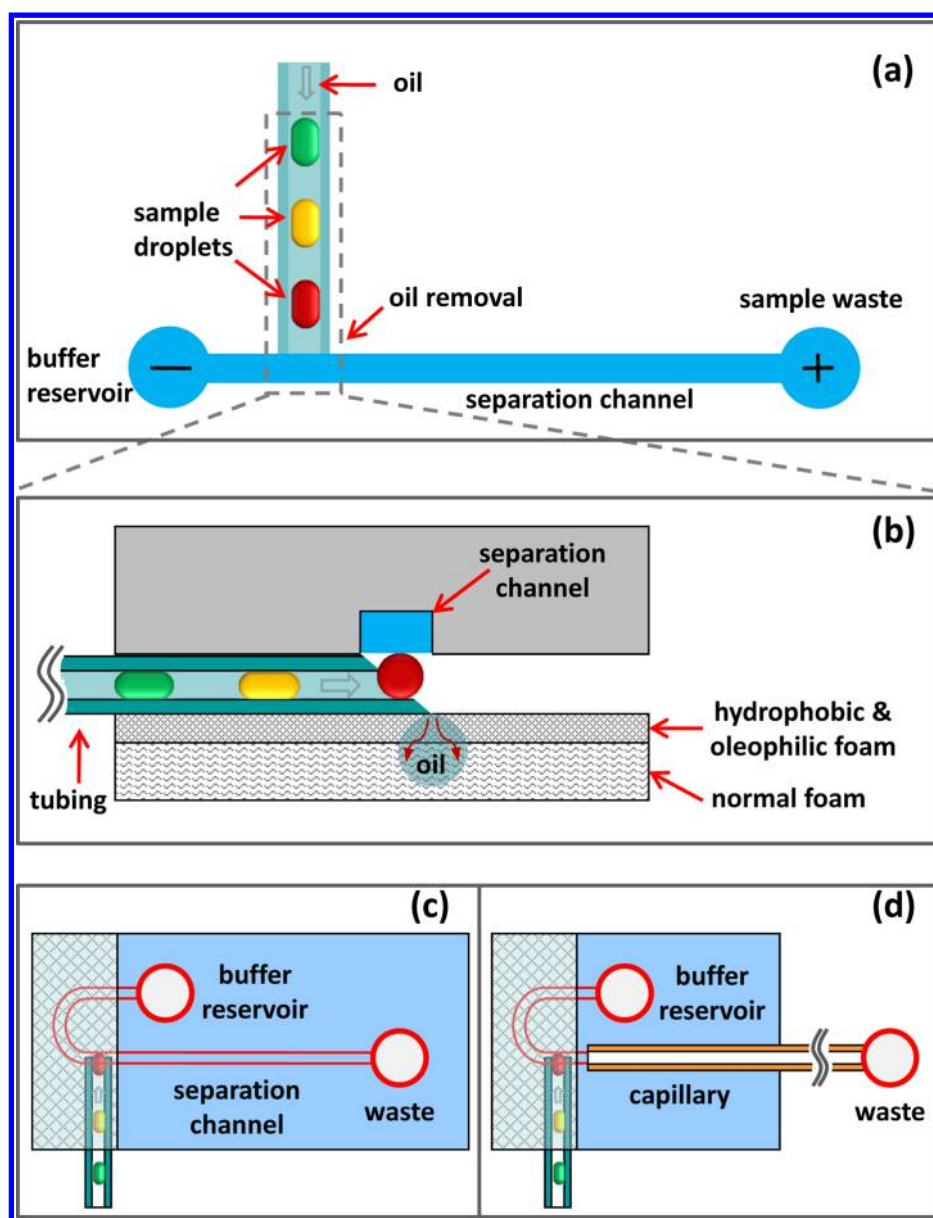 (a)
oil
sample
droplets
oil removal
sample waste
buffer
reservoir
−
+
separation channel
(b)
separation
channel
hydrophobic &
oleophilic foam
oil
tubing
normal foam
(c)
buffer
reservoir
separation
channel
waste
(d)
buffer
reservoir
capillary
waste